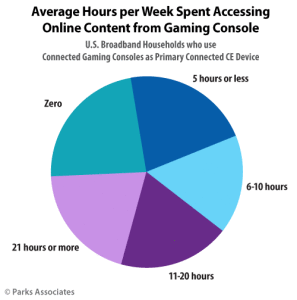 Average Hours per Week Spent Accessing
Online Content from Gaming Console
U.S. Broadband Households who use
Connected Gaming Consoles as Primary Connected CE Device
5 hours or less
Zero
6-10 hours
21 hours or more
11-20 hours
© Parks Associates